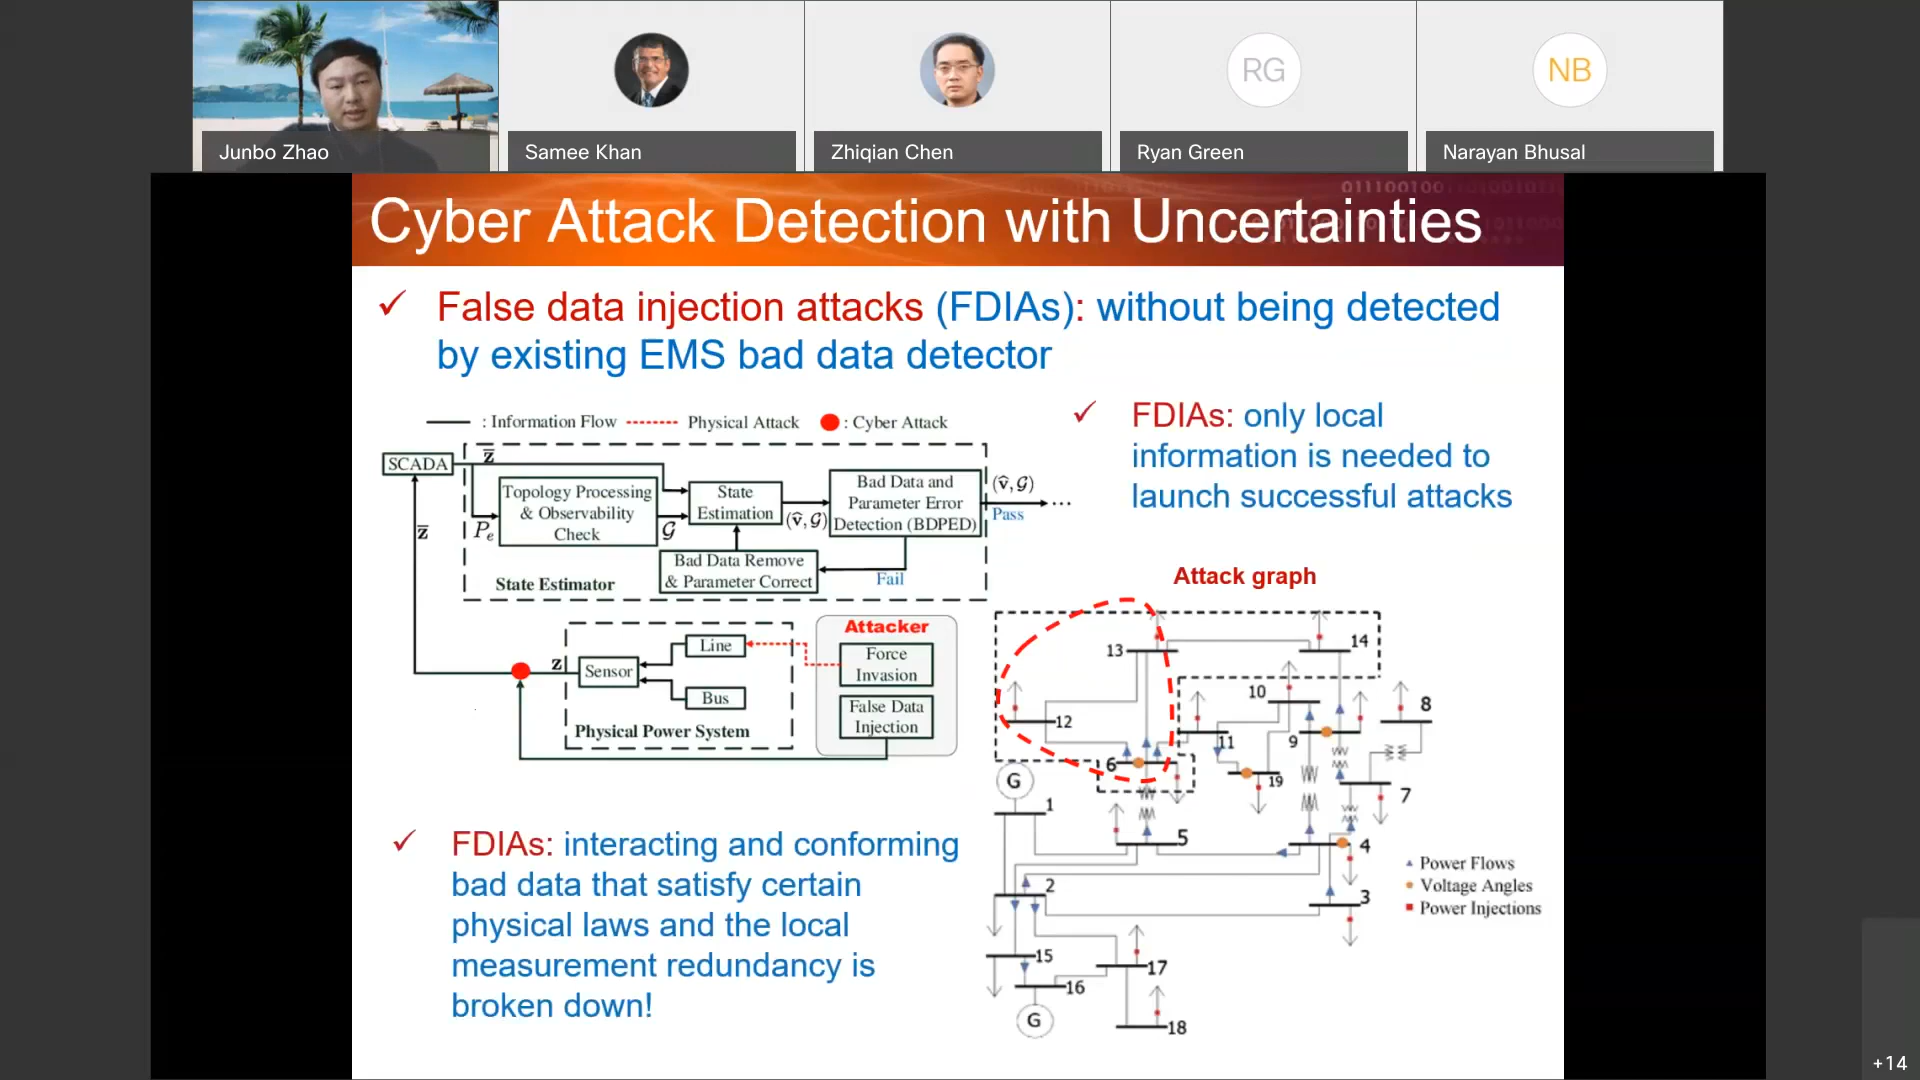 RG
NB
Junbo Zhao
Samee Khan
Zhiqian Chen
Ryan Green
Narayan Bhusal
Cyber Attack Detection with Uncertainties
✓ False data injection attacks (FDIAs): without being detected
by existing EMS bad data detector
: Information Flow
Physical Attack
: Cyber Attack
✓ FDIAs: only local
information is needed to
launch successful attacks
SCADA
z̅
Topology Processing
& Observability
Check
State
Estimation
Bad Data and
Parameter Error
Detection (BDPED)
(v̂, 𝒢)
Pass
...
z̅
Pe
𝒢
(v̂, 𝒢)
Bad Data Remove
& Parameter Correct
Fail
State Estimator
Attacker
Force
Invasion
False Data
Injection
z
Sensor
Line
Bus
Physical Power System
Attack graph
13
14
12
10
8
11
9
6
19
G
7
1
5
4
2
3
15
17
16
G
18
Power Flows
Voltage Angles
Power Injections
✓ FDIAs: interacting and conforming
bad data that satisfy certain
physical laws and the local
measurement redundancy is
broken down!
+14